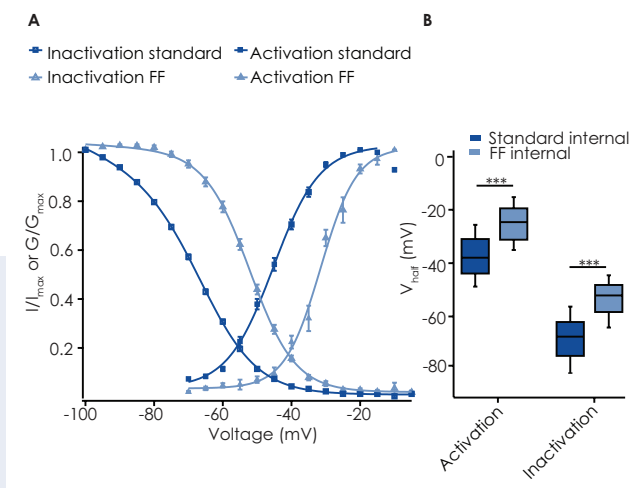 A
B
Inactivation standard
Activation standard
Inactivation FF
Activation FF
Standard internal
FF internal
I/Imax or G/Gmax
1.0
0.8
0.6
0.4
0.2
-100
-80
-60
-40
-20
Voltage (mV)
Vhalf (mV)
0
-20
-40
-60
-80
***
***
Activation
Inactivation